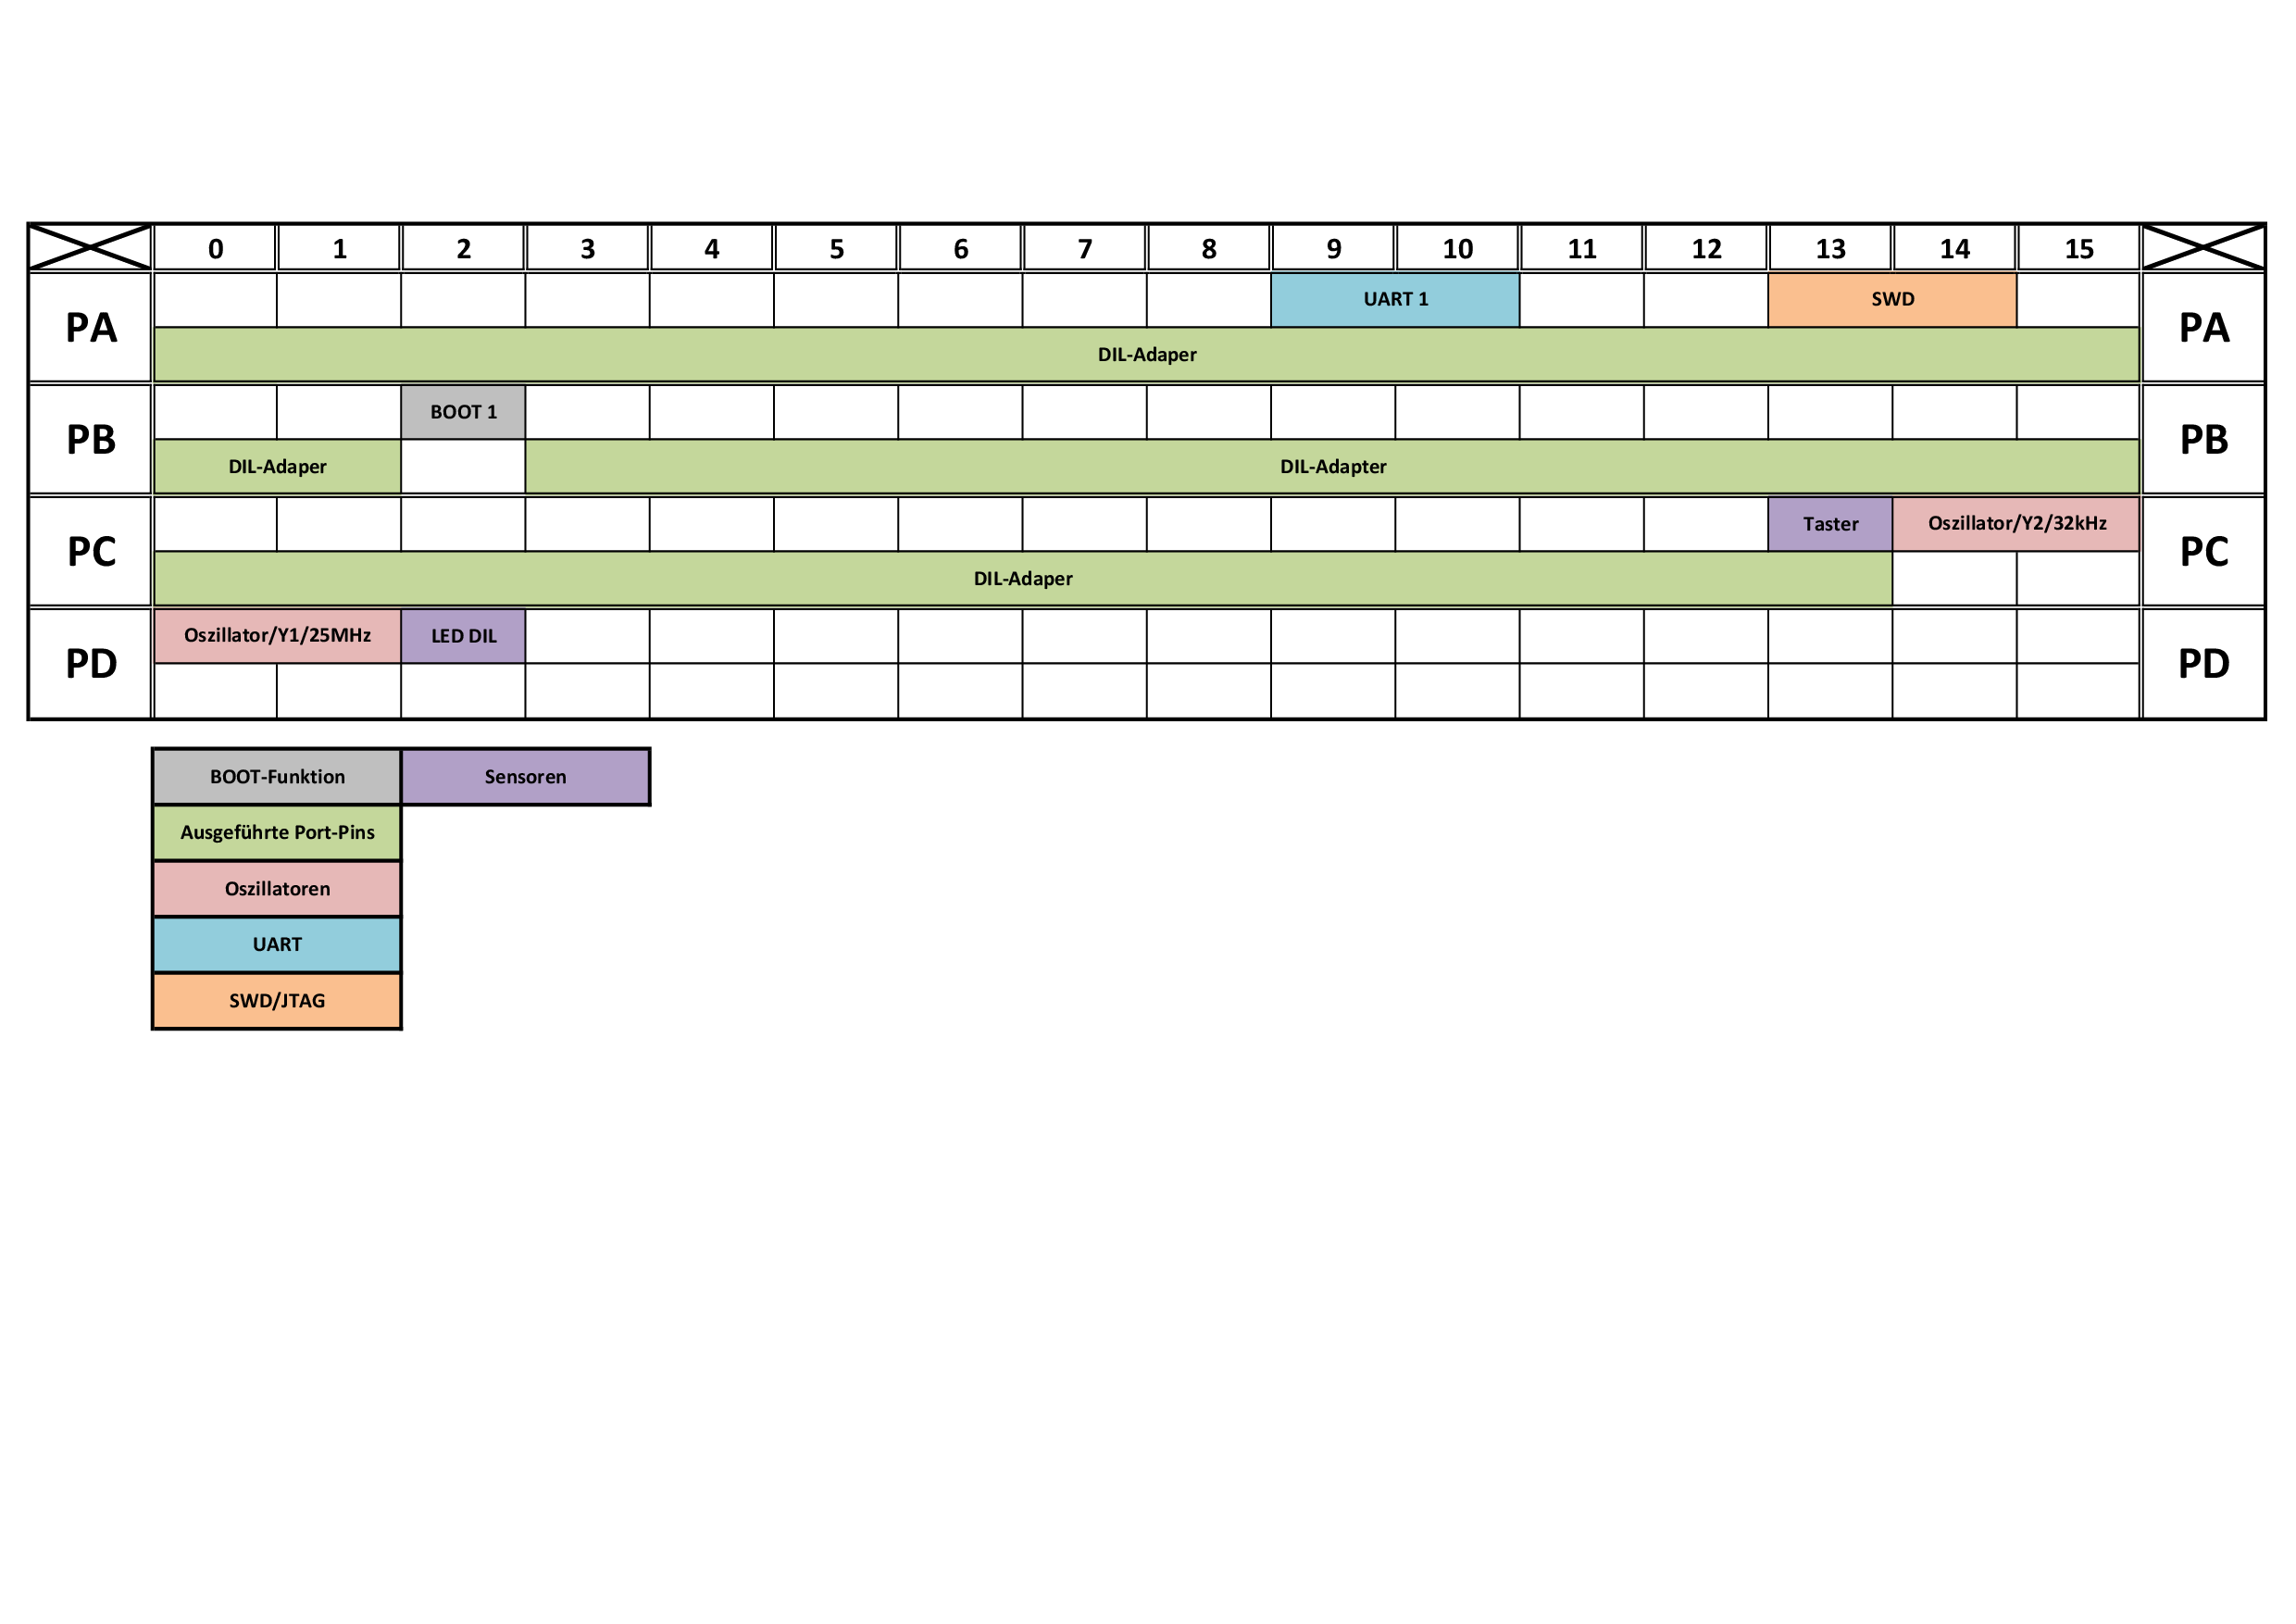 0 1 2 3 4 5 6 7 8 9 10 11 12 13 14 15
PA UART 1 SWD PA
DIL-Adaper
PB BOOT 1 PB
DIL-Adaper DIL-Adapter
PC Taster Oszillator/Y2/32kHz PC
DIL-Adaper
PD Oszillator/Y1/25MHz LED DIL PD
BOOT-Funktion Sensoren
Ausgeführte Port-Pins
Oszillatoren
UART
SWD/JTAG